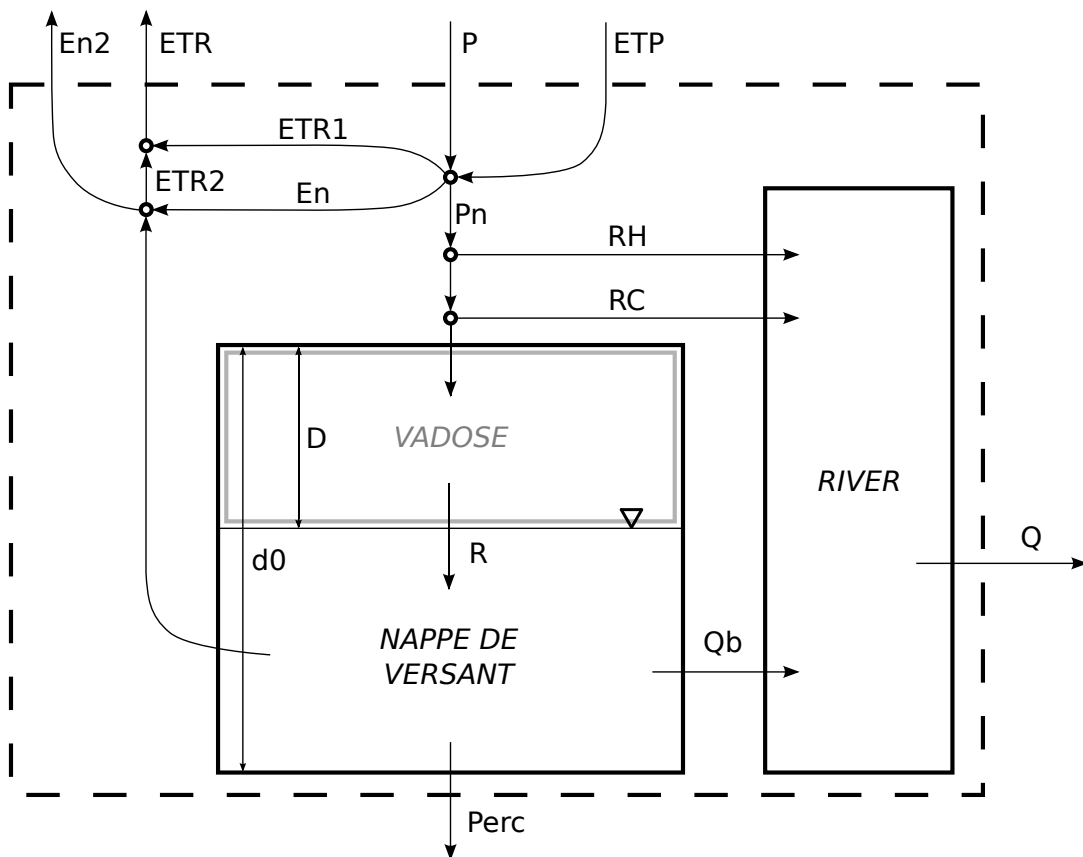 En2
ETR
P
ETP
ETR1
ETR2
En
Pn
RH
RC
VADOSE
D
RIVER
Q
R
d0
NAPPE DE
VERSANT
Qb
Perc